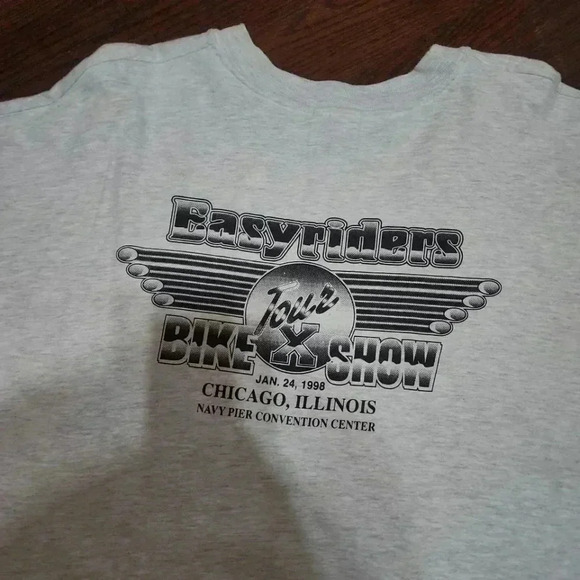 Easyriders
Tour
BIKE X SHOW
JAN. 24, 1998
CHICAGO, ILLINOIS
NAVY PIER CONVENTION CENTER